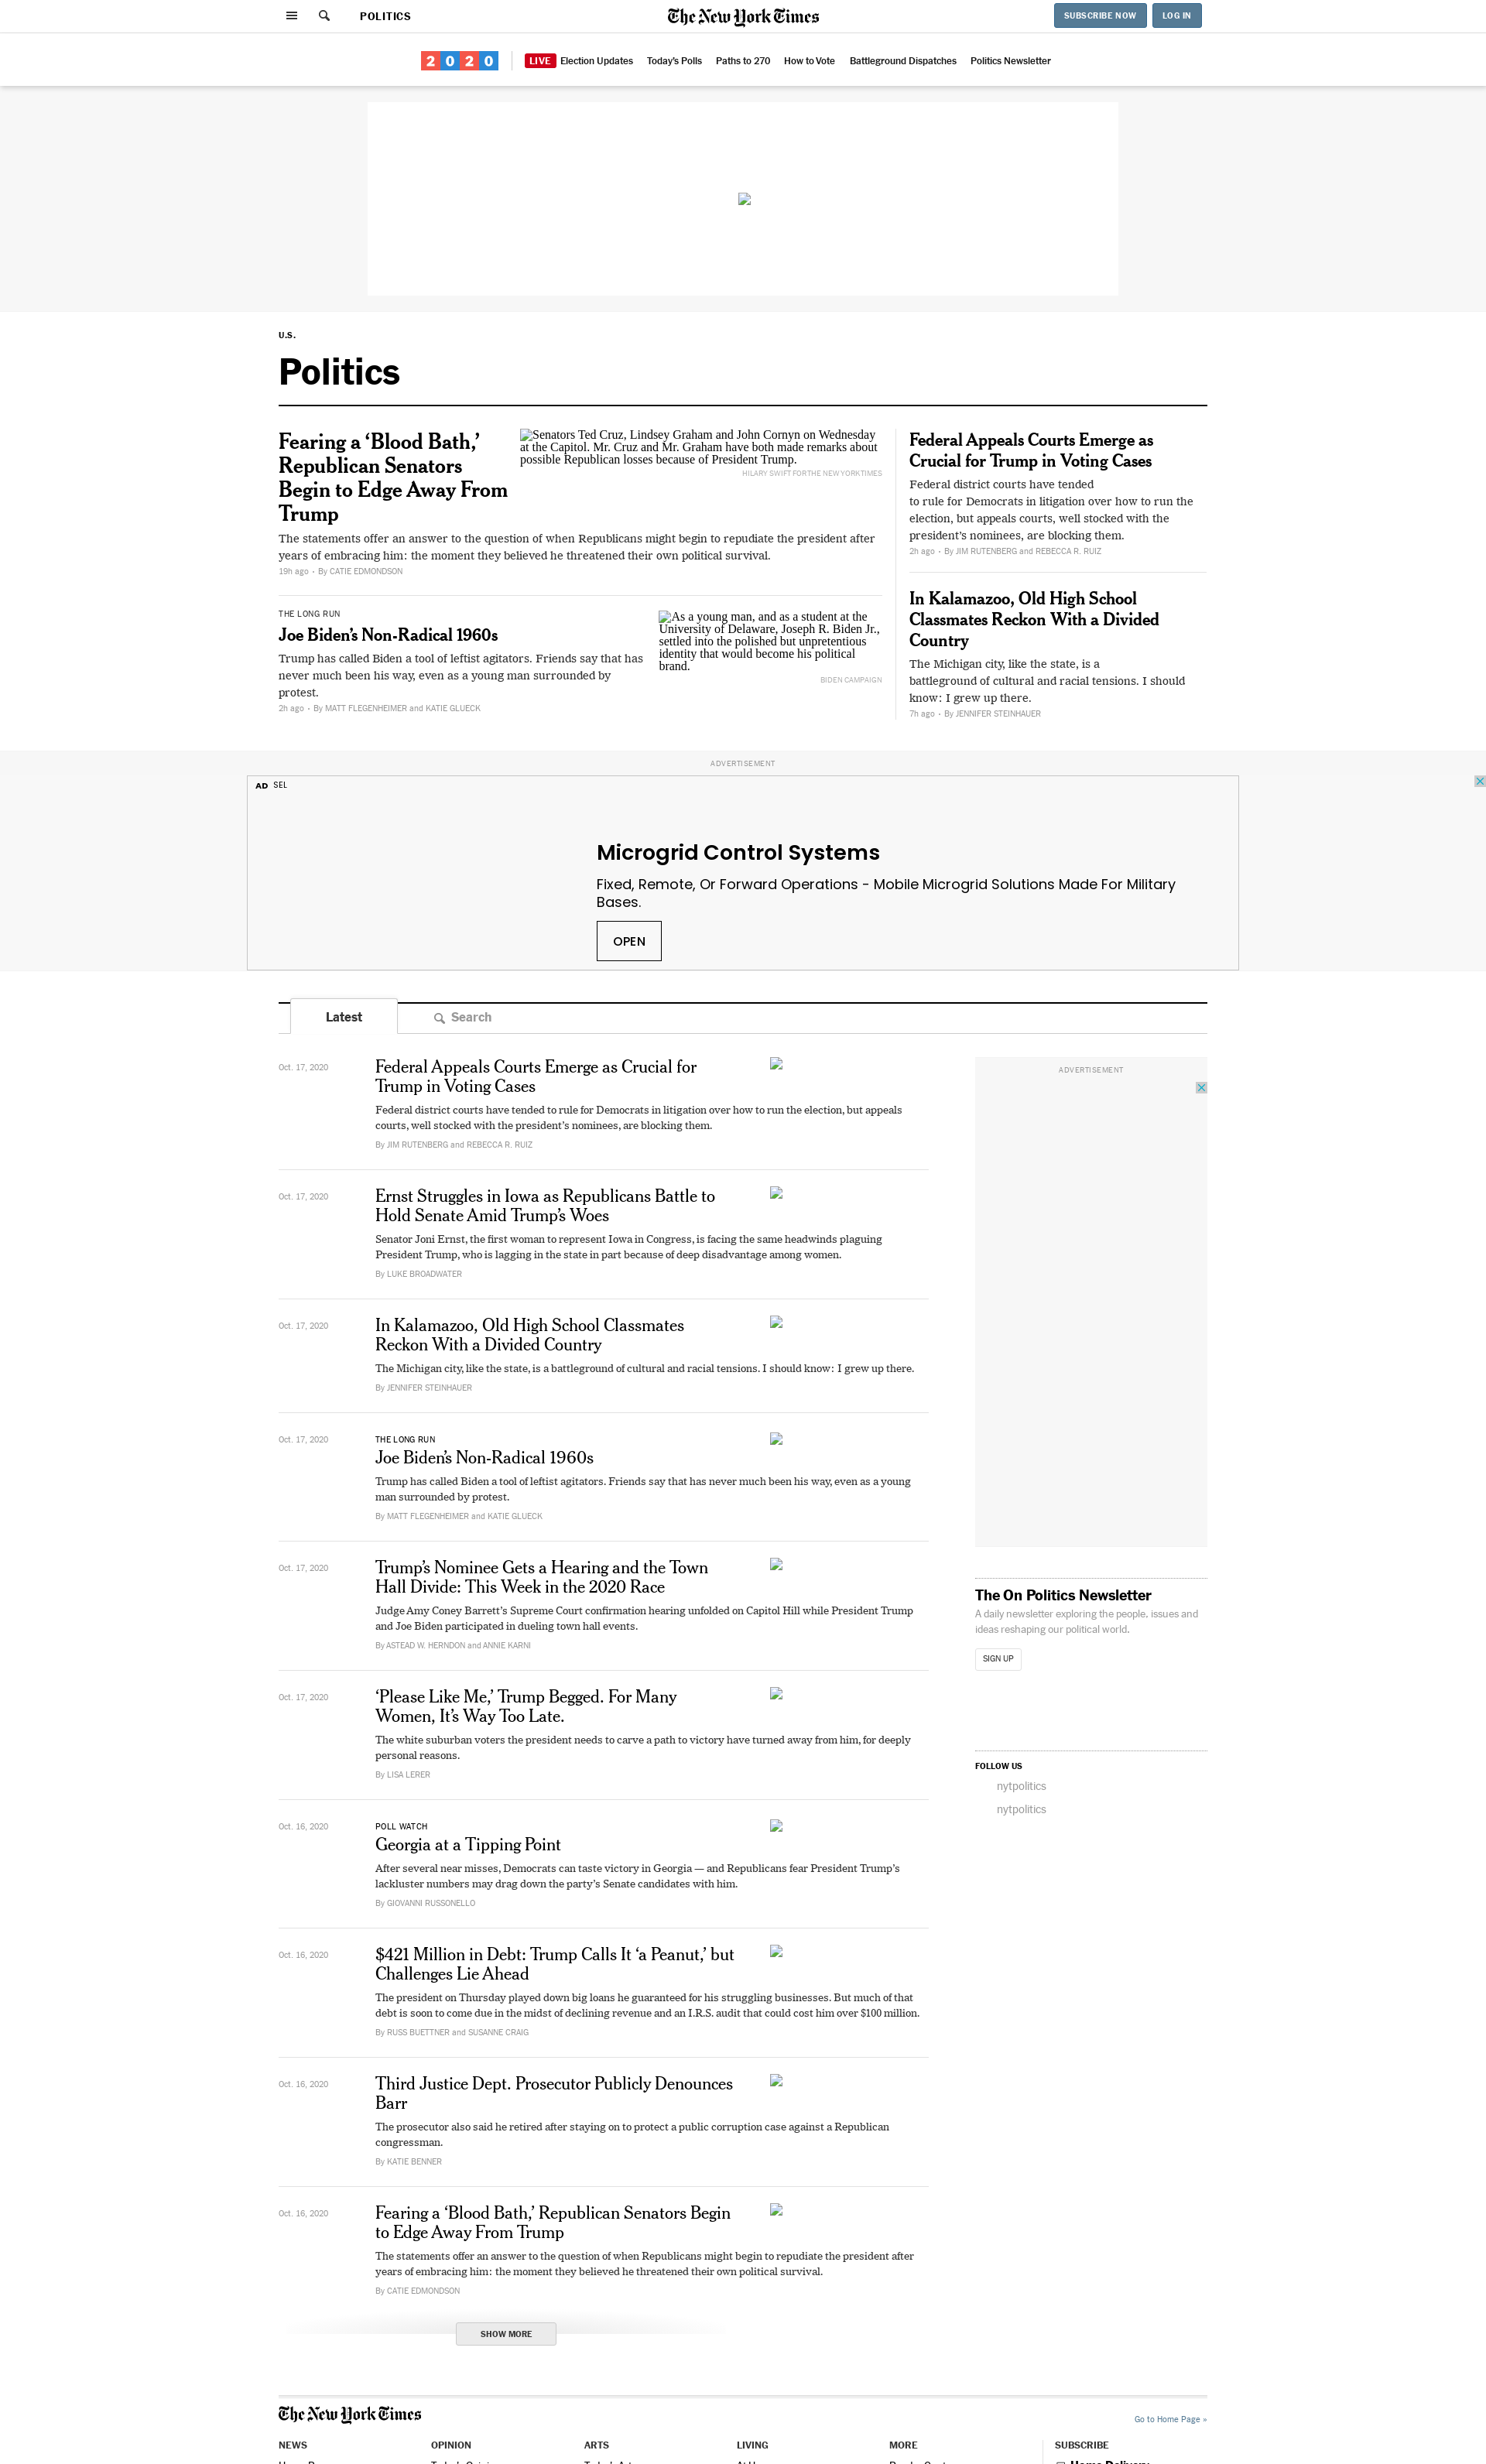 POLITICS
The New York Times
SUBSCRIBE NOW
LOG IN
2020
LIVE Election Updates
Today's Polls
Paths to 270
How to Vote
Battleground Dispatches
Politics Newsletter
U.S.
Politics
Fearing a ‘Blood Bath,’
Republican Senators
Begin to Edge Away From
Trump
Senators Ted Cruz, Lindsey Graham and John Cornyn on Wednesday
at the Capitol. Mr. Cruz and Mr. Graham have both made remarks about
possible Republican losses because of President Trump.
HILARY SWIFT FOR THE NEW YORK TIMES
The statements offer an answer to the question of when Republicans might begin to repudiate the president after
years of embracing him: the moment they believed he threatened their own political survival.
19h ago • By CATIE EDMONDSON
THE LONG RUN
Joe Biden’s Non-Radical 1960s
Trump has called Biden a tool of leftist agitators. Friends say that has
never much been his way, even as a young man surrounded by
protest.
2h ago • By MATT FLEGENHEIMER and KATIE GLUECK
As a young man, and as a student at the
University of Delaware, Joseph R. Biden Jr.,
settled into the polished but unpretentious
identity that would become his political
brand.
BIDEN CAMPAIGN
Federal Appeals Courts Emerge as
Crucial for Trump in Voting Cases
Federal district courts have tended
to rule for Democrats in litigation over how to run the
election, but appeals courts, well stocked with the
president’s nominees, are blocking them.
2h ago • By JIM RUTENBERG and REBECCA R. RUIZ
In Kalamazoo, Old High School
Classmates Reckon With a Divided
Country
The Michigan city, like the state, is a
battleground of cultural and racial tensions. I should
know: I grew up there.
7h ago • By JENNIFER STEINHAUER
ADVERTISEMENT
AD SEL
Microgrid Control Systems
Fixed, Remote, Or Forward Operations - Mobile Microgrid Solutions Made For Military
Bases.
OPEN
Latest
Search
Oct. 17, 2020
Federal Appeals Courts Emerge as Crucial for
Trump in Voting Cases
Federal district courts have tended to rule for Democrats in litigation over how to run the election, but appeals
courts, well stocked with the president’s nominees, are blocking them.
By JIM RUTENBERG and REBECCA R. RUIZ
Oct. 17, 2020
Ernst Struggles in Iowa as Republicans Battle to
Hold Senate Amid Trump’s Woes
Senator Joni Ernst, the first woman to represent Iowa in Congress, is facing the same headwinds plaguing
President Trump, who is lagging in the state in part because of deep disadvantage among women.
By LUKE BROADWATER
Oct. 17, 2020
In Kalamazoo, Old High School Classmates
Reckon With a Divided Country
The Michigan city, like the state, is a battleground of cultural and racial tensions. I should know: I grew up there.
By JENNIFER STEINHAUER
Oct. 17, 2020
THE LONG RUN
Joe Biden’s Non-Radical 1960s
Trump has called Biden a tool of leftist agitators. Friends say that has never much been his way, even as a young
man surrounded by protest.
By MATT FLEGENHEIMER and KATIE GLUECK
Oct. 17, 2020
Trump’s Nominee Gets a Hearing and the Town
Hall Divide: This Week in the 2020 Race
Judge Amy Coney Barrett’s Supreme Court confirmation hearing unfolded on Capitol Hill while President Trump
and Joe Biden participated in dueling town hall events.
By ASTEAD W. HERNDON and ANNIE KARNI
Oct. 17, 2020
‘Please Like Me,’ Trump Begged. For Many
Women, It’s Way Too Late.
The white suburban voters the president needs to carve a path to victory have turned away from him, for deeply
personal reasons.
By LISA LERER
Oct. 16, 2020
POLL WATCH
Georgia at a Tipping Point
After several near misses, Democrats can taste victory in Georgia — and Republicans fear President Trump’s
lackluster numbers may drag down the party’s Senate candidates with him.
By GIOVANNI RUSSONELLO
Oct. 16, 2020
$421 Million in Debt: Trump Calls It ‘a Peanut,’ but
Challenges Lie Ahead
The president on Thursday played down big loans he guaranteed for his struggling businesses. But much of that
debt is soon to come due in the midst of declining revenue and an I.R.S. audit that could cost him over $100 million.
By RUSS BUETTNER and SUSANNE CRAIG
Oct. 16, 2020
Third Justice Dept. Prosecutor Publicly Denounces
Barr
The prosecutor also said he retired after staying on to protect a public corruption case against a Republican
congressman.
By KATIE BENNER
Oct. 16, 2020
Fearing a ‘Blood Bath,’ Republican Senators Begin
to Edge Away From Trump
The statements offer an answer to the question of when Republicans might begin to repudiate the president after
years of embracing him: the moment they believed he threatened their own political survival.
By CATIE EDMONDSON
SHOW MORE
ADVERTISEMENT
The On Politics Newsletter
A daily newsletter exploring the people, issues and
ideas reshaping our political world.
SIGN UP
FOLLOW US
nytpolitics
nytpolitics
The New York Times
Go to Home Page »
NEWS
OPINION
ARTS
LIVING
MORE
SUBSCRIBE